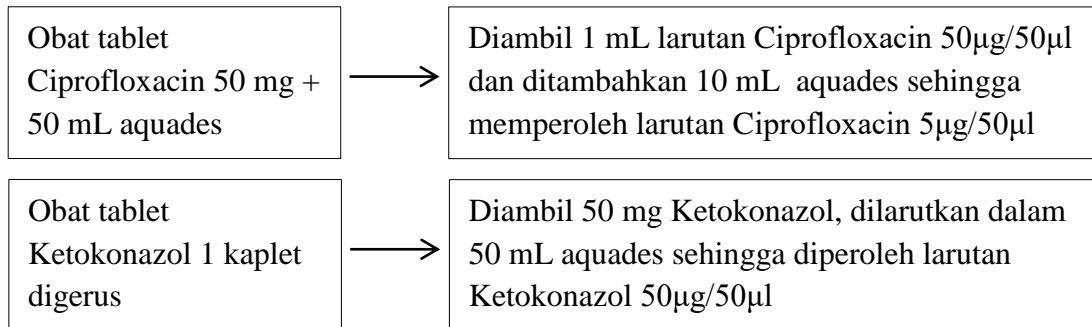 Obat tablet
Ciprofloxacin 50 mg +
50 mL aquades
Diambil 1 mL larutan Ciprofloxacin 50μg/50μl
dan ditambahkan 10 mL aquades sehingga
memperoleh larutan Ciprofloxacin 5μg/50μl
Obat tablet
Ketokonazol 1 kaplet
digerus
Diambil 50 mg Ketokonazol, dilarutkan dalam
50 mL aquades sehingga diperoleh larutan
Ketokonazol 50μg/50μl